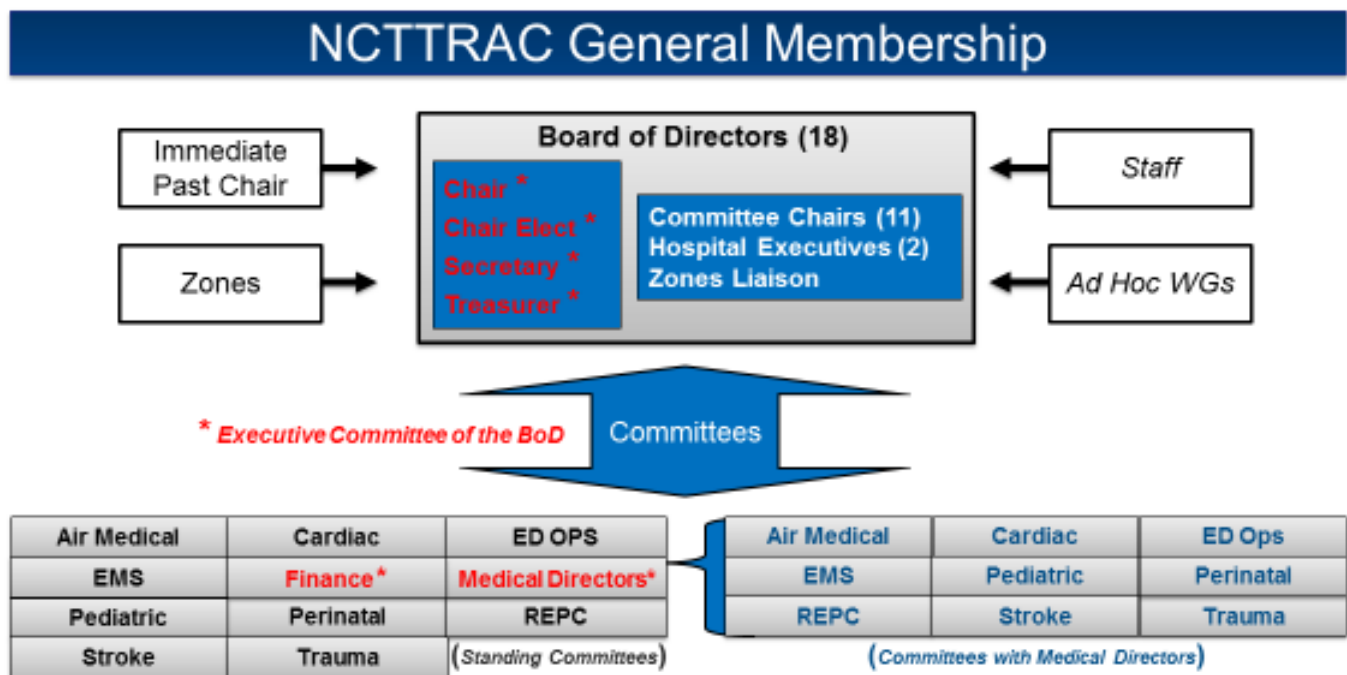 NCTTRAC General Membership
Immediate
Past Chair
Zones
Board of Directors (18)
Chair *
Chair Elect *
Secretary *
Treasurer *
Committee Chairs (11)
Hospital Executives (2)
Zones Liaison
Staff
Ad Hoc WGs
* Executive Committee of the BoD
Committees
Air Medical Cardiac ED OPS
EMS Finance* Medical Directors*
Pediatric Perinatal REPC
Stroke Trauma (Standing Committees)
Air Medical Cardiac ED Ops
EMS Pediatric Perinatal
REPC Stroke Trauma
(Committees with Medical Directors)